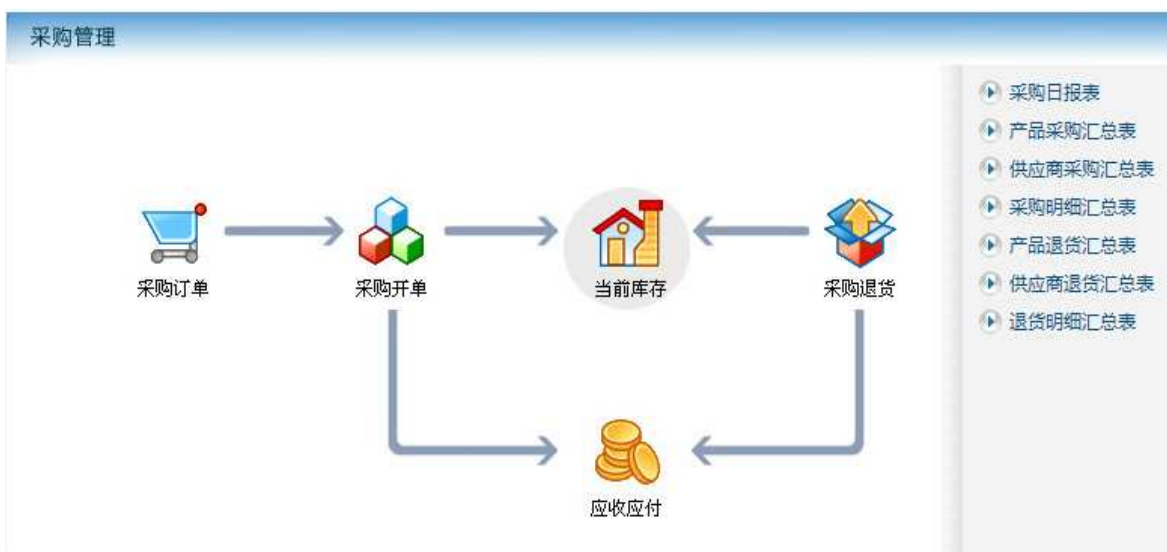 采购管理
采购订单
采购开单
当前库存
采购退货
应收应付
采购日报表
产品采购汇总表
供应商采购汇总表
采购明细汇总表
产品退货汇总表
供应商退货汇总表
退货明细汇总表